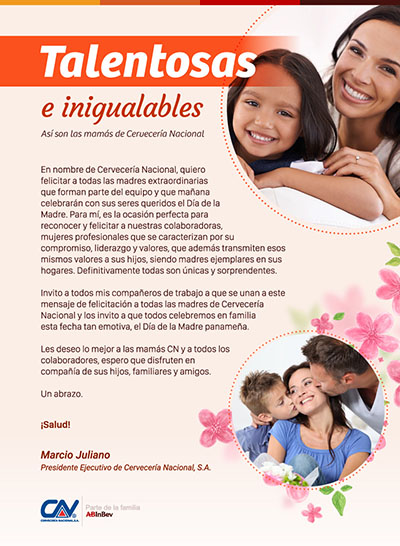 Talentosas
e inigualables
Así son las mamás de Cervecería Nacional
En nombre de Cervecería Nacional, quiero
felicitar a todas las madres extraordinarias
que forman parte del equipo y que mañana
celebrarán con sus seres queridos el Día de la
Madre. Para mí, es la ocasión perfecta para
reconocer y felicitar a nuestras colaboradoras,
mujeres profesionales que se caracterizan por su
compromiso, liderazgo y valores, que además transmiten esos
mismos valores a sus hijos, siendo madres ejemplares en sus
hogares. Definitivamente todas son únicas y sorprendentes.
Invito a todos mis compañeros de trabajo a que se unan a este
mensaje de felicitación a todas las madres de Cervecería
Nacional y los invito a que todos celebremos en familia
esta fecha tan emotiva, el Día de la Madre panameña.
Les deseo lo mejor a las mamás CN y a todos los
colaboradores, espero que disfruten en
compañía de sus hijos, familiares y amigos.
Un abrazo.
¡Salud!
Marcio Juliano
Presidente Ejecutivo de Cervecería Nacional, S.A.
CN
CERVECERÍA NACIONAL, S.A.
Parte de la familia
ABInBev